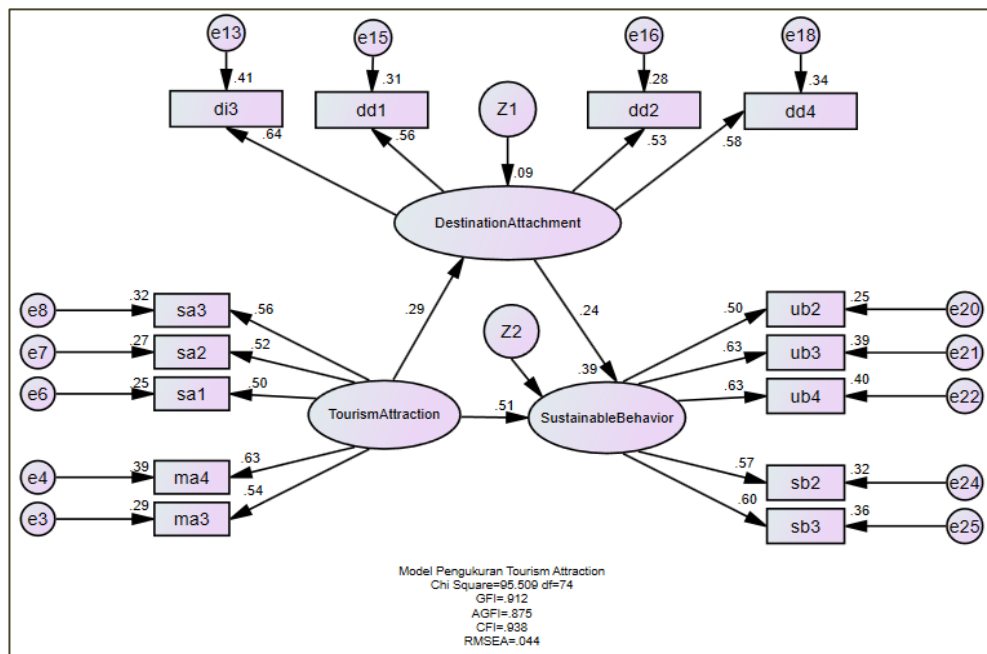 e13
e15
e16
e18
.41
.31
.28
.34
di3
dd1
Z1
dd2
dd4
.64
.56
.53
.58
.09
DestinationAttachment
.29
.24
e8
.32
sa3
.56
e7
.27
sa2
.52
e6
.25
sa1
.50
Z2
.39
TourismAttraction
.51
SustainableBehavior
.50
ub2
.25
e20
.63
ub3
.39
e21
.63
ub4
.40
e22
e4
.39
ma4
.63
e3
.29
ma3
.54
.57
sb2
.32
e24
.60
sb3
.36
e25
Model Pengukuran Tourism Attraction
Chi Square=95.509 df=74
GFI=.912
AGFI=.875
CFI=.938
RMSEA=.044